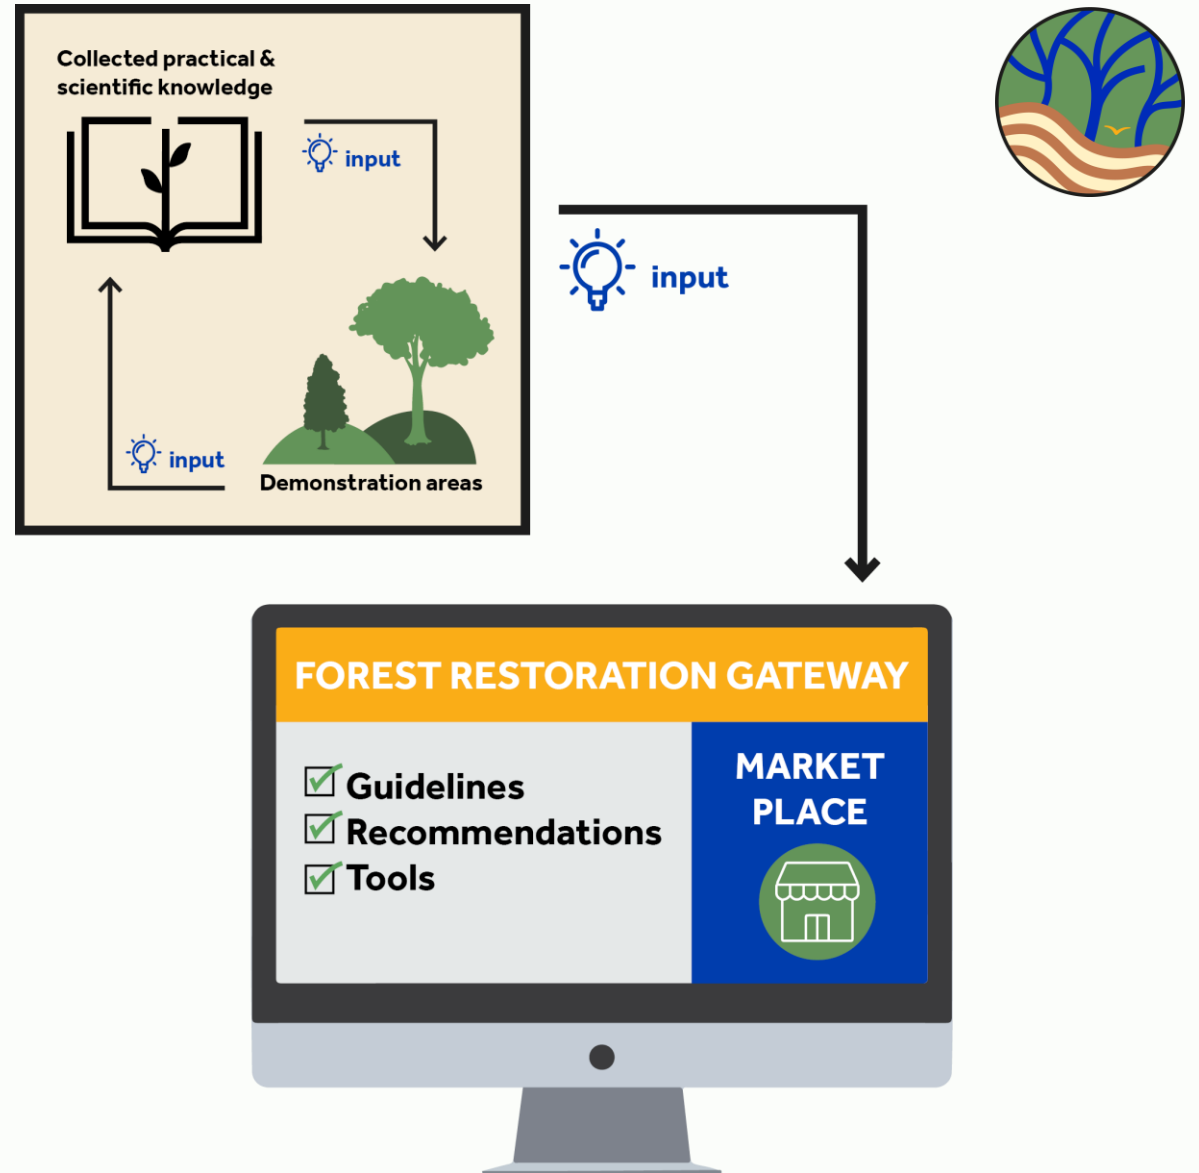 Collected practical &
scientific knowledge
input
input
Demonstration areas
input
FOREST RESTORATION GATEWAY
Guidelines
Recommendations
Tools
MARKET
PLACE